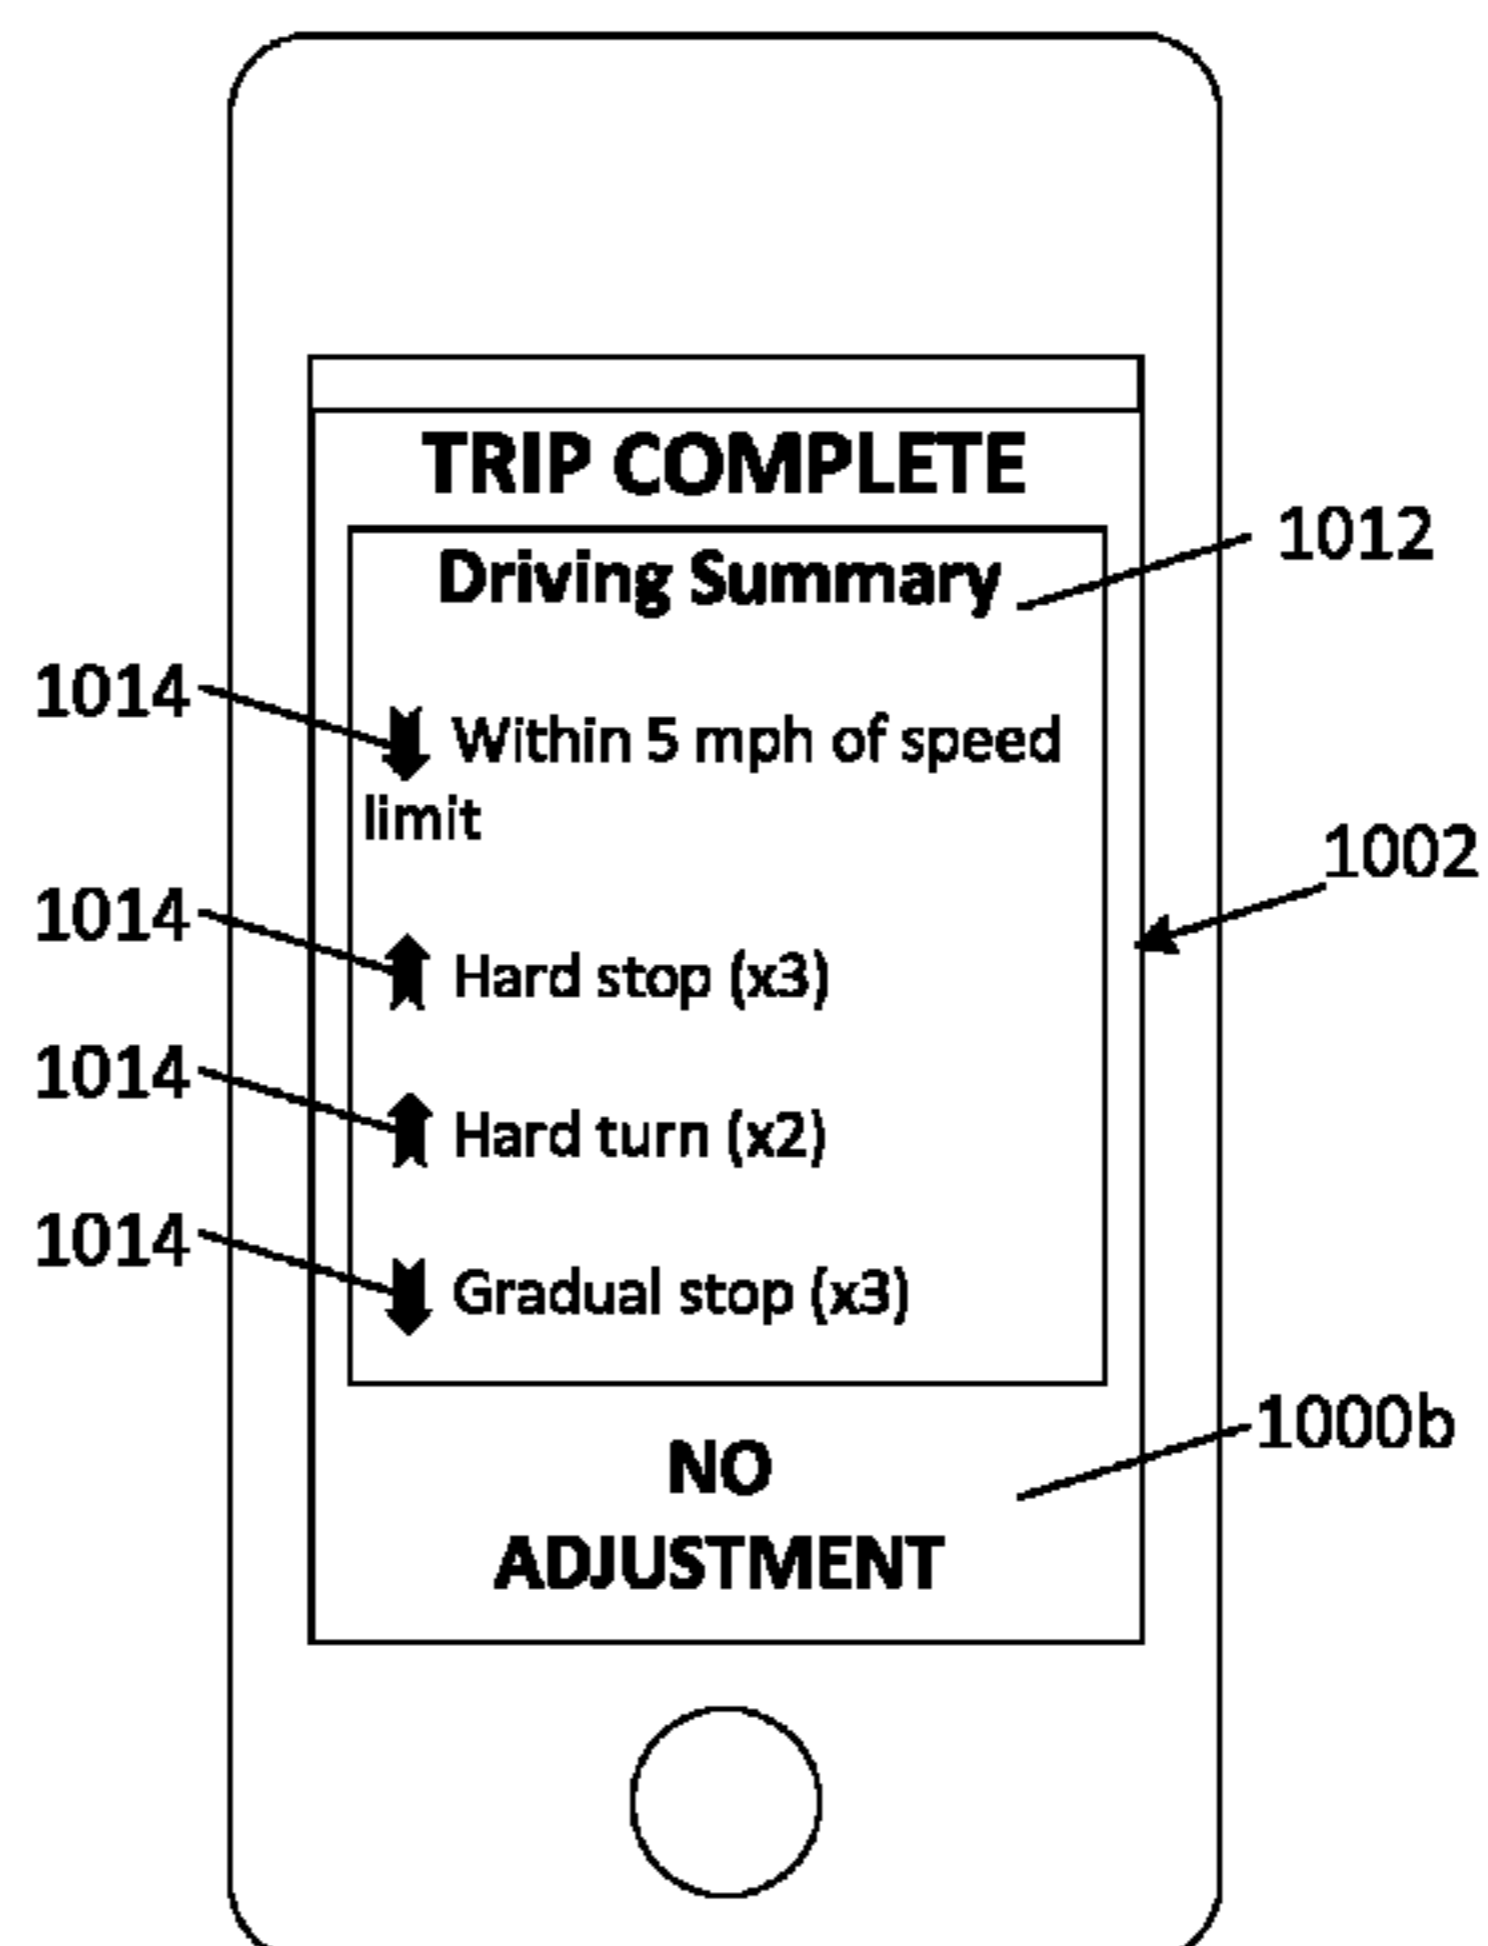 TRIP COMPLETE
Driving Summary
1012
1014
Within 5 mph of speed
limit
1002
1014
Hard stop (x3)
1014
Hard turn (x2)
1014
Gradual stop (x3)
1000b
NO
ADJUSTMENT